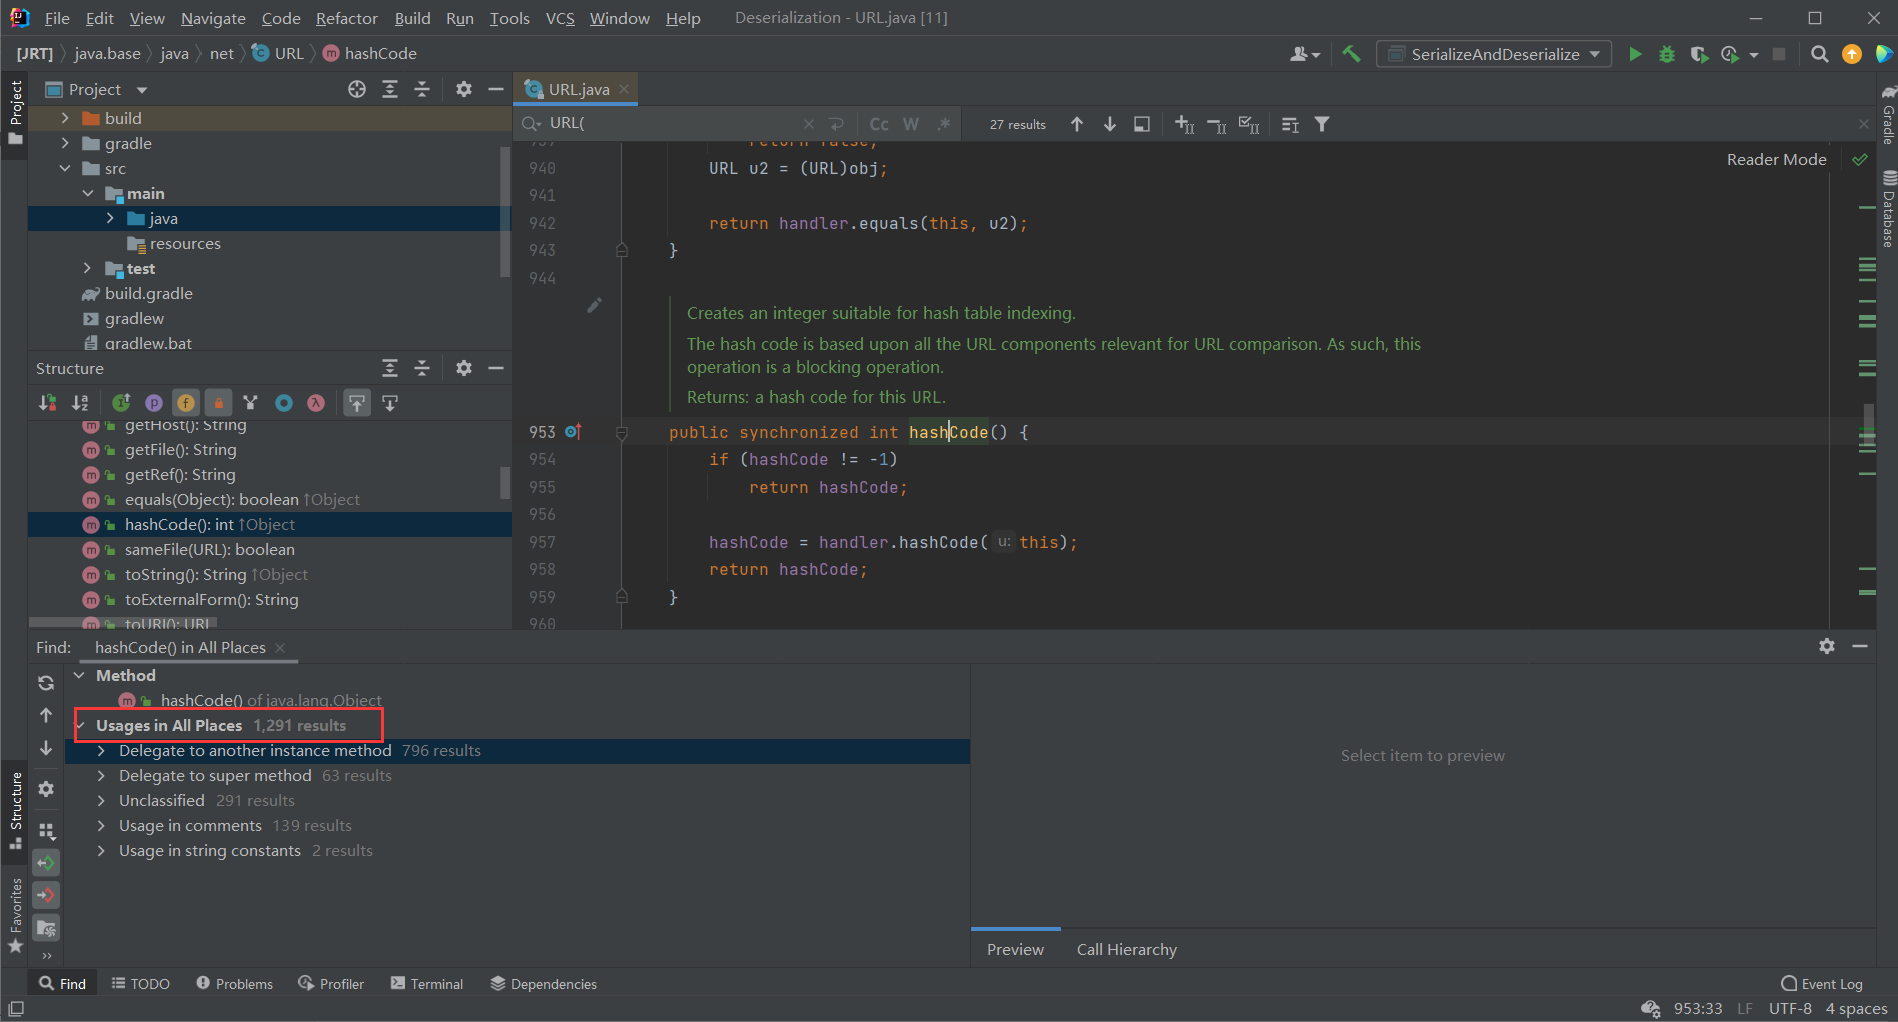 File Edit View Navigate Code Refactor Build Run Tools VCS Window Help Deserialization - URL.java [11]
[JRT] java.base java net URL hashCode
SerializeAndDeserialize
Project
Project
build
gradle
src
main
java
resources
test
build.gradle
gradlew
gradlew.bat
Structure
getHost(): String
getFile(): String
getRef(): String
equals(Object): boolean ↑Object
hashCode(): int ↑Object
sameFile(URL): boolean
toString(): String ↑Object
toExternalForm(): String
toURI(): URI
URL.java
URL(
Cc W .*
27 results
Reader Mode
939 return false;
940 URL u2 = (URL)obj;
941
942 return handler.equals(this, u2);
943 }
944
Creates an integer suitable for hash table indexing.
The hash code is based upon all the URL components relevant for URL comparison. As such, this
operation is a blocking operation.
Returns: a hash code for this URL.
953 public synchronized int hashCode() {
954 if (hashCode != -1)
955 return hashCode;
956
957 hashCode = handler.hashCode( u: this);
958 return hashCode;
959 }
960
Gradle
Database
Find: hashCode() in All Places
Method
hashCode() of java.lang.Object
Usages in All Places 1,291 results
Delegate to another instance method 796 results
Delegate to super method 63 results
Unclassified 291 results
Usage in comments 139 results
Usage in string constants 2 results
Select item to preview
Preview Call Hierarchy
Structure
Favorites
Find TODO Problems Profiler Terminal Dependencies Event Log
953:33 LF UTF-8 4 spaces